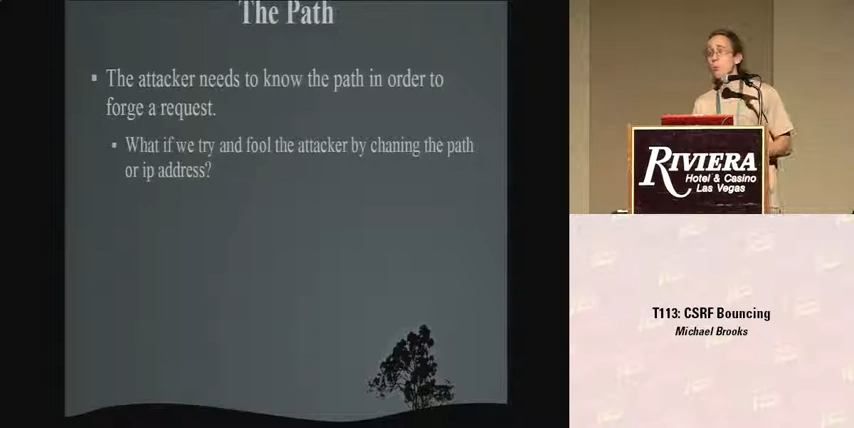 The Path
The attacker needs to know the path in order to
forge a request.
What if we try and fool the attacker by chaning the path
or ip address?
RIVIERA
Hotel & Casino
Las Vegas
T113: CSRF Bouncing
Michael Brooks